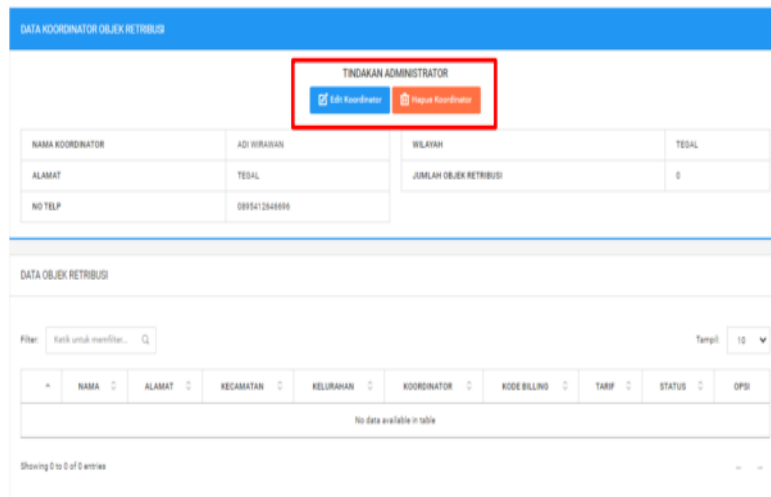 DATA KOORDINATOR OBJEK RETRIBUSI
TINDAKAN ADMINISTRATOR
Edit Koordinator Hapus Koordinator
NAMA KOORDINATOR ADI WIRAWAN WILAYAH TEGAL
ALAMAT TEGAL JUMLAH OBJEK RETRIBUSI 0
NO TELP 0895412646696
DATA OBJEK RETRIBUSI
Filter: Ketik untuk memfilter... Tampil: 10
NAMA ALAMAT KECAMATAN KELURAHAN KOORDINATOR KODE BILLING TARIF STATUS OPSI
No data available in table
Showing 0 to 0 of 0 entries ← →